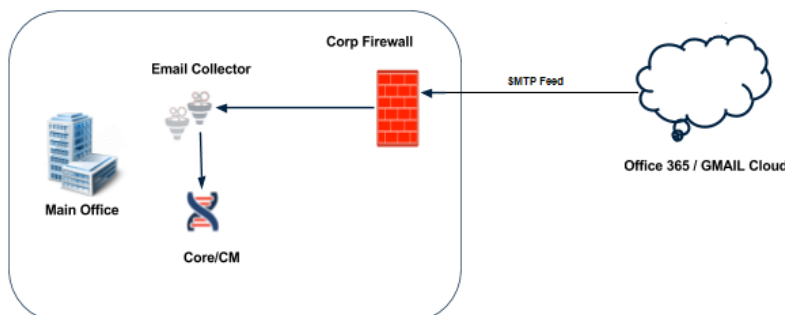 Corp Firewall
Email Collector
SMTP Feed
Office 365 / GMAIL Cloud
Main Office
Core/CM